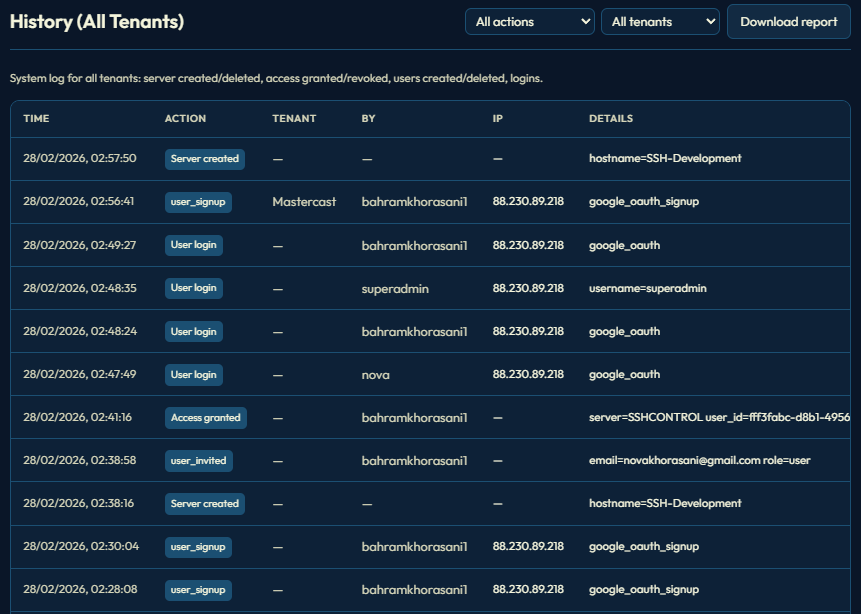 History (All Tenants)
All actions
All tenants
Download report
System log for all tenants: server created/deleted, access granted/revoked, users created/deleted, logins.
TIME ACTION TENANT BY IP DETAILS
28/02/2026, 02:57:50 Server created — — — hostname=SSH-Development
28/02/2026, 02:56:41 user_signup Mastercast bahramkhorasani1 88.230.89.218 google_oauth_signup
28/02/2026, 02:49:27 User login — bahramkhorasani1 88.230.89.218 google_oauth
28/02/2026, 02:48:35 User login — superadmin 88.230.89.218 username=superadmin
28/02/2026, 02:48:24 User login — bahramkhorasani1 88.230.89.218 google_oauth
28/02/2026, 02:47:49 User login — nova 88.230.89.218 google_oauth
28/02/2026, 02:41:16 Access granted — bahramkhorasani1 — server=SSHCONTROL user_id=fff3fabc-d8b1-4956
28/02/2026, 02:38:58 user_invited — bahramkhorasani1 — email=novakhorasani@gmail.com role=user
28/02/2026, 02:38:16 Server created — — — hostname=SSH-Development
28/02/2026, 02:30:04 user_signup — bahramkhorasani1 88.230.89.218 google_oauth_signup
28/02/2026, 02:28:08 user_signup — bahramkhorasani1 88.230.89.218 google_oauth_signup